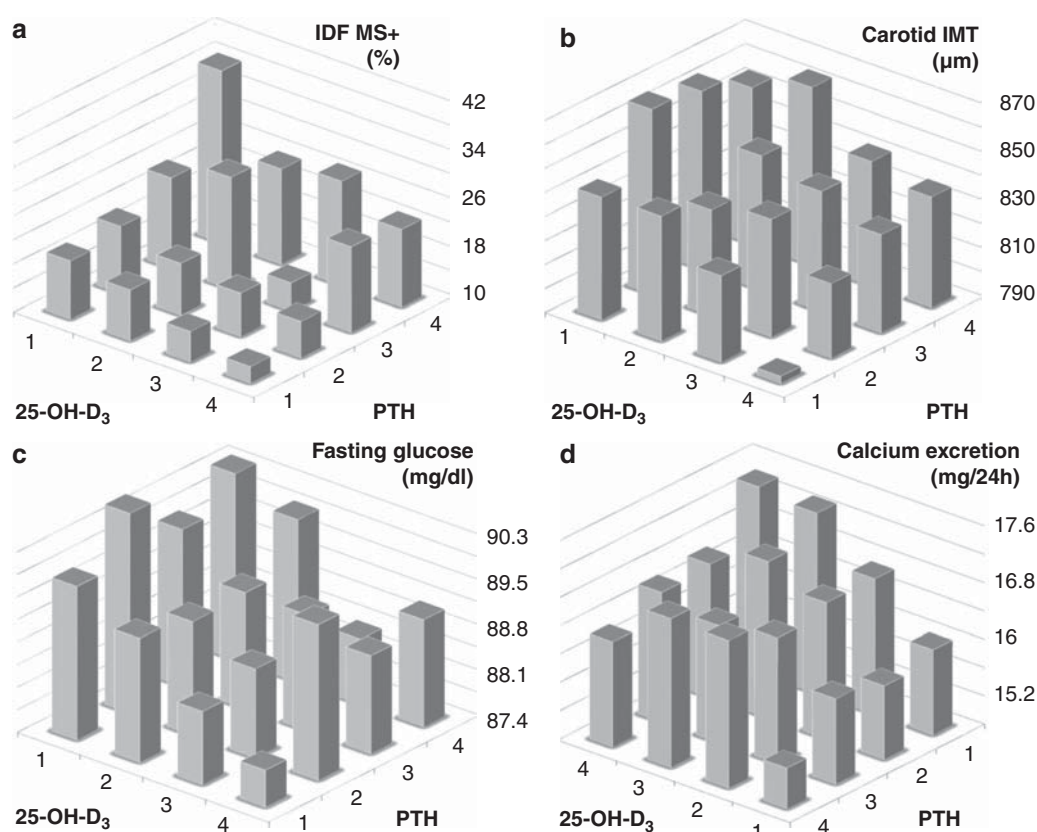 a
IDF MS+
(%)
42
34
26
18
10
1
2
3
4
1
2
3
4
25-OH-D₃
PTH
b
Carotid IMT
(µm)
870
850
830
810
790
1
2
3
4
1
2
3
4
25-OH-D₃
PTH
c
Fasting glucose
(mg/dl)
90.3
89.5
88.8
88.1
87.4
1
2
3
4
1
2
3
4
25-OH-D₃
PTH
d
Calcium excretion
(mg/24h)
17.6
16.8
16
15.2
4
3
2
1
4
3
2
1
25-OH-D₃
PTH